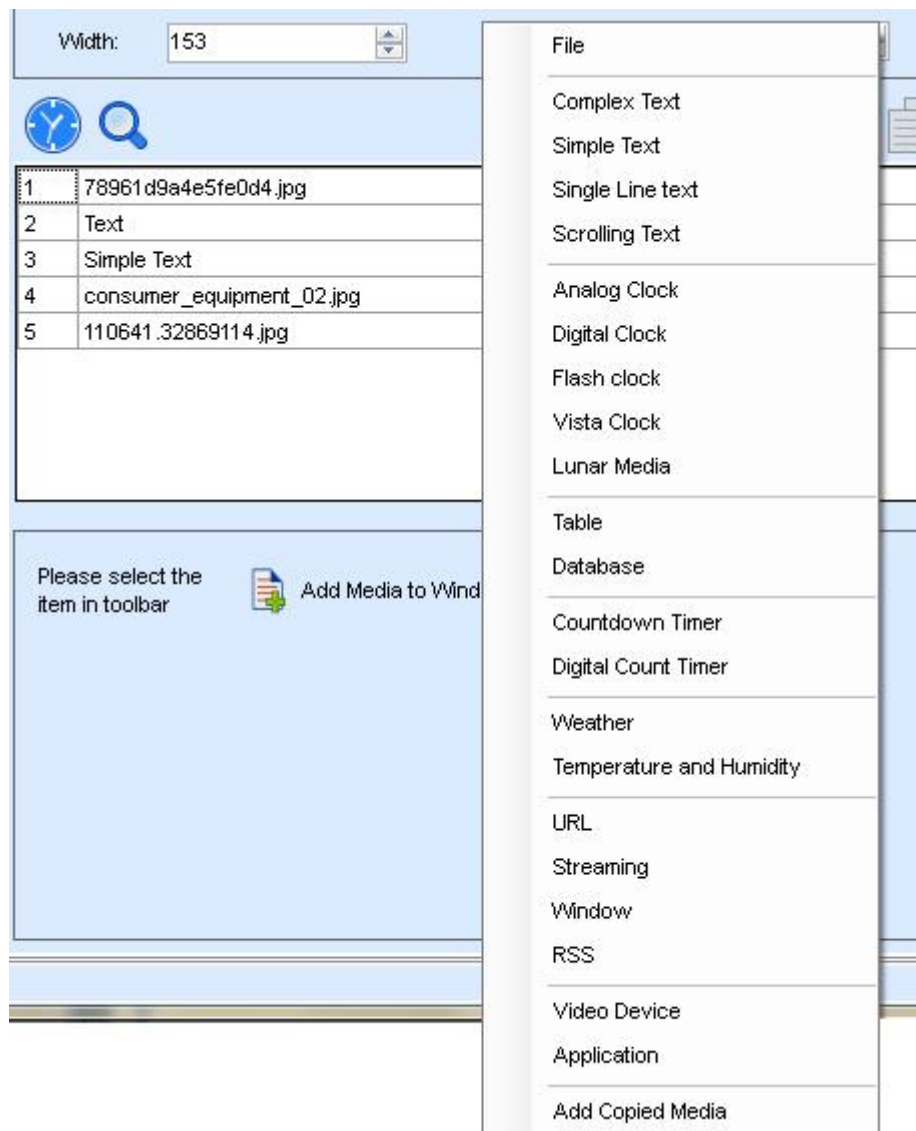 Width:
153
1 78961d9a4e5fe0d4.jpg
2 Text
3 Simple Text
4 consumer_equipment_02.jpg
5 110641.32869114.jpg
Please select the
item in toolbar
Add Media to Wind
File
Complex Text
Simple Text
Single Line text
Scrolling Text
Analog Clock
Digital Clock
Flash clock
Vista Clock
Lunar Media
Table
Database
Countdown Timer
Digital Count Timer
Weather
Temperature and Humidity
URL
Streaming
Window
RSS
Video Device
Application
Add Copied Media